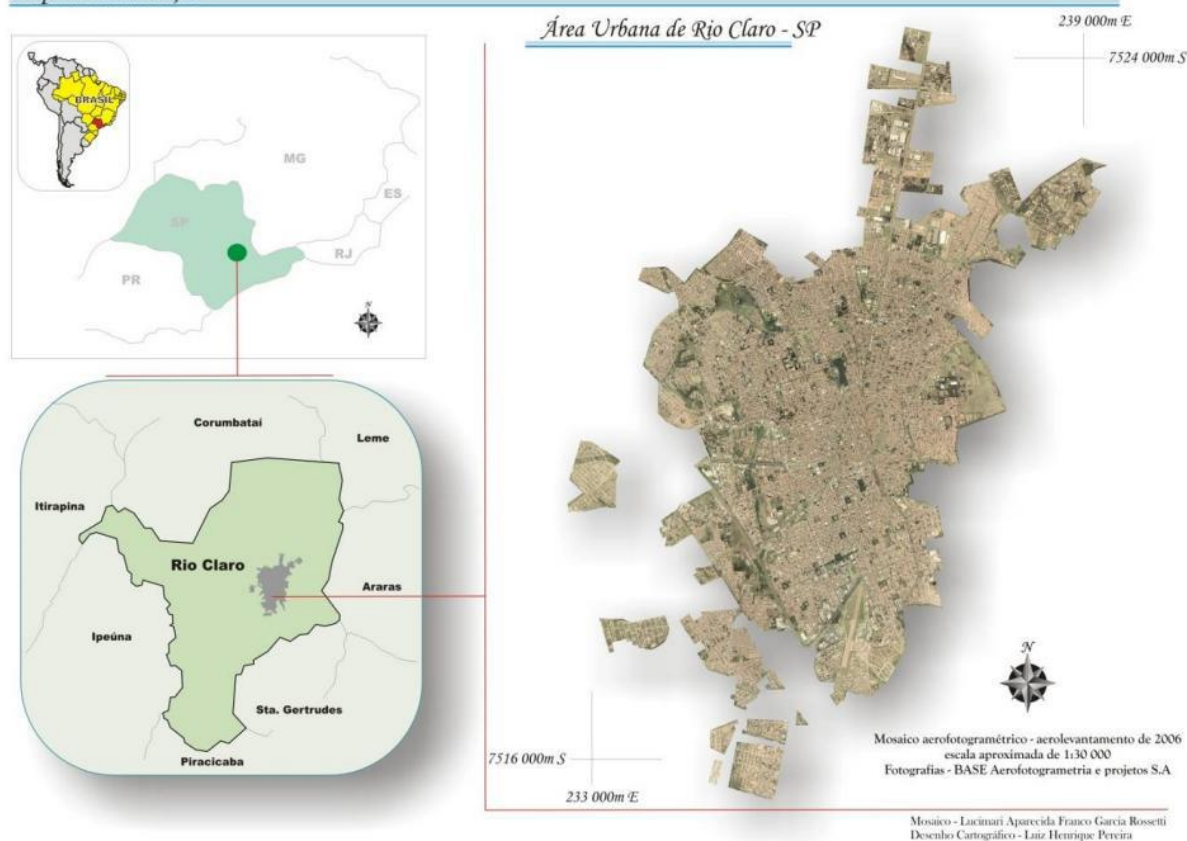 Área Urbana de Rio Claro - SP
239 000m E
7524 000m S
BRASIL
MG
ES
SP
RJ
PR
N
Corumbataí
Leme
Itirapina
Rio Claro
Araras
Ipeúna
Sta. Gertrudes
Piracicaba
N
7516 000m S
233 000m E
Mosaico aerofotogramétrico - aerolevantamento de 2006
escala aproximada de 1:30 000
Fotografias - BASE Aerofotogrametria e projetos S.A
Mosaico - Lucimari Aparecida Franco Garcia Rossetti
Desenho Cartográfico - Luiz Henrique Pereira